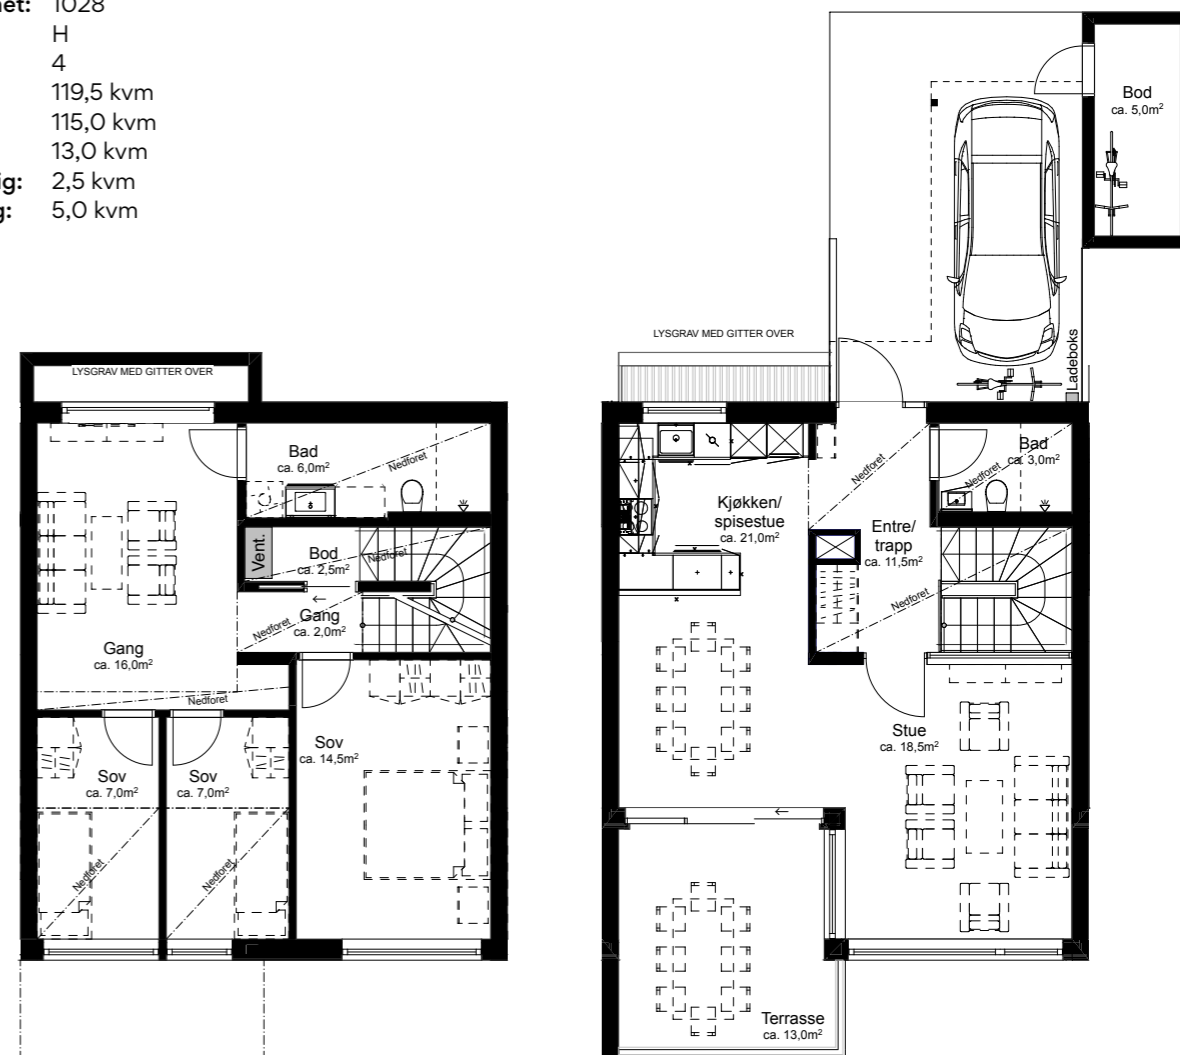 et: 1028
H
4
119,5 kvm
115,0 kvm
13,0 kvm
ig: 2,5 kvm
g: 5,0 kvm
LYSGRAV MED GITTER OVER
Bad
ca. 6,0m²
Nedforet
Vent.
Bod
ca. 2,5m²
Nedforet
Gang
ca. 2,0m²
Nedforet
Gang
ca. 16,0m²
Nedforet
Sov
ca. 14,5m²
Sov
ca. 7,0m²
Nedforet
Sov
ca. 7,0m²
Nedforet
Bod
ca. 5,0m²
Ladeboks
LYSGRAV MED GITTER OVER
Kjøkken/
spisestue
ca. 21,0m²
Nedforet
Bad
ca. 3,0m²
Nedforet
Entre/
trapp
ca. 11,5m²
Nedforet
Stue
ca. 18,5m²
Terrasse
ca. 13,0m²